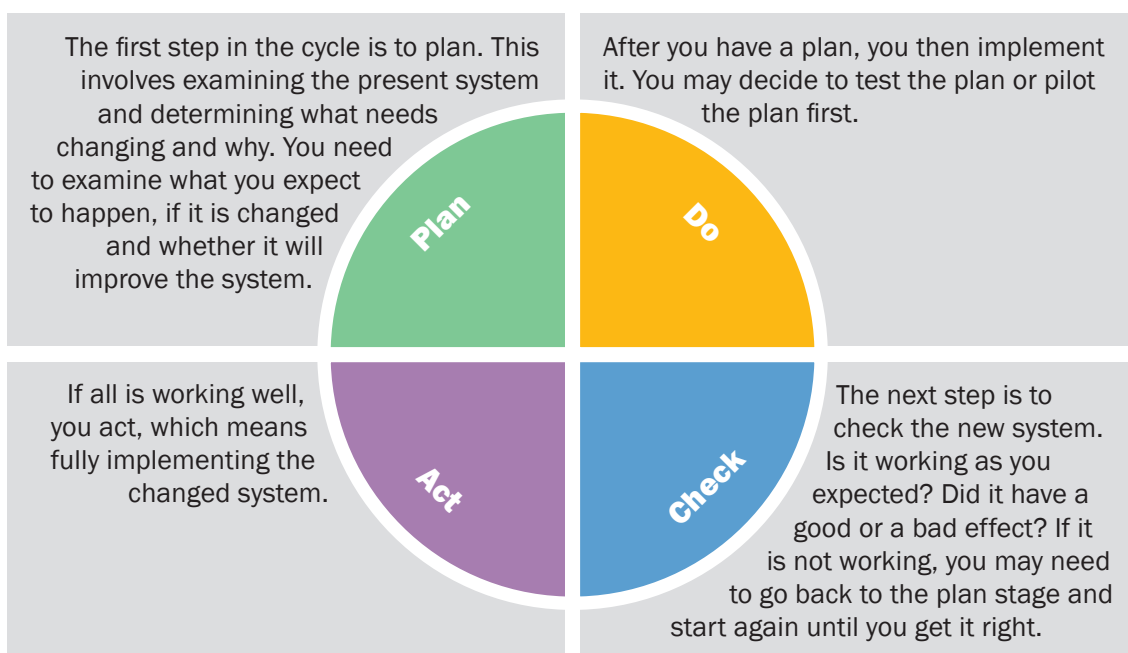 The first step in the cycle is to plan. This
involves examining the present system
and determining what needs
changing and why. You need
to examine what you expect
to happen, if it is changed
and whether it will
improve the system.
Plan
After you have a plan, you then implement
it. You may decide to test the plan or pilot
the plan first.
Do
If all is working well,
you act, which means
fully implementing the
changed system.
Act
The next step is to
check the new system.
Is it working as you
expected? Did it have a
good or a bad effect? If it
is not working, you may need
to go back to the plan stage and
start again until you get it right.
Check